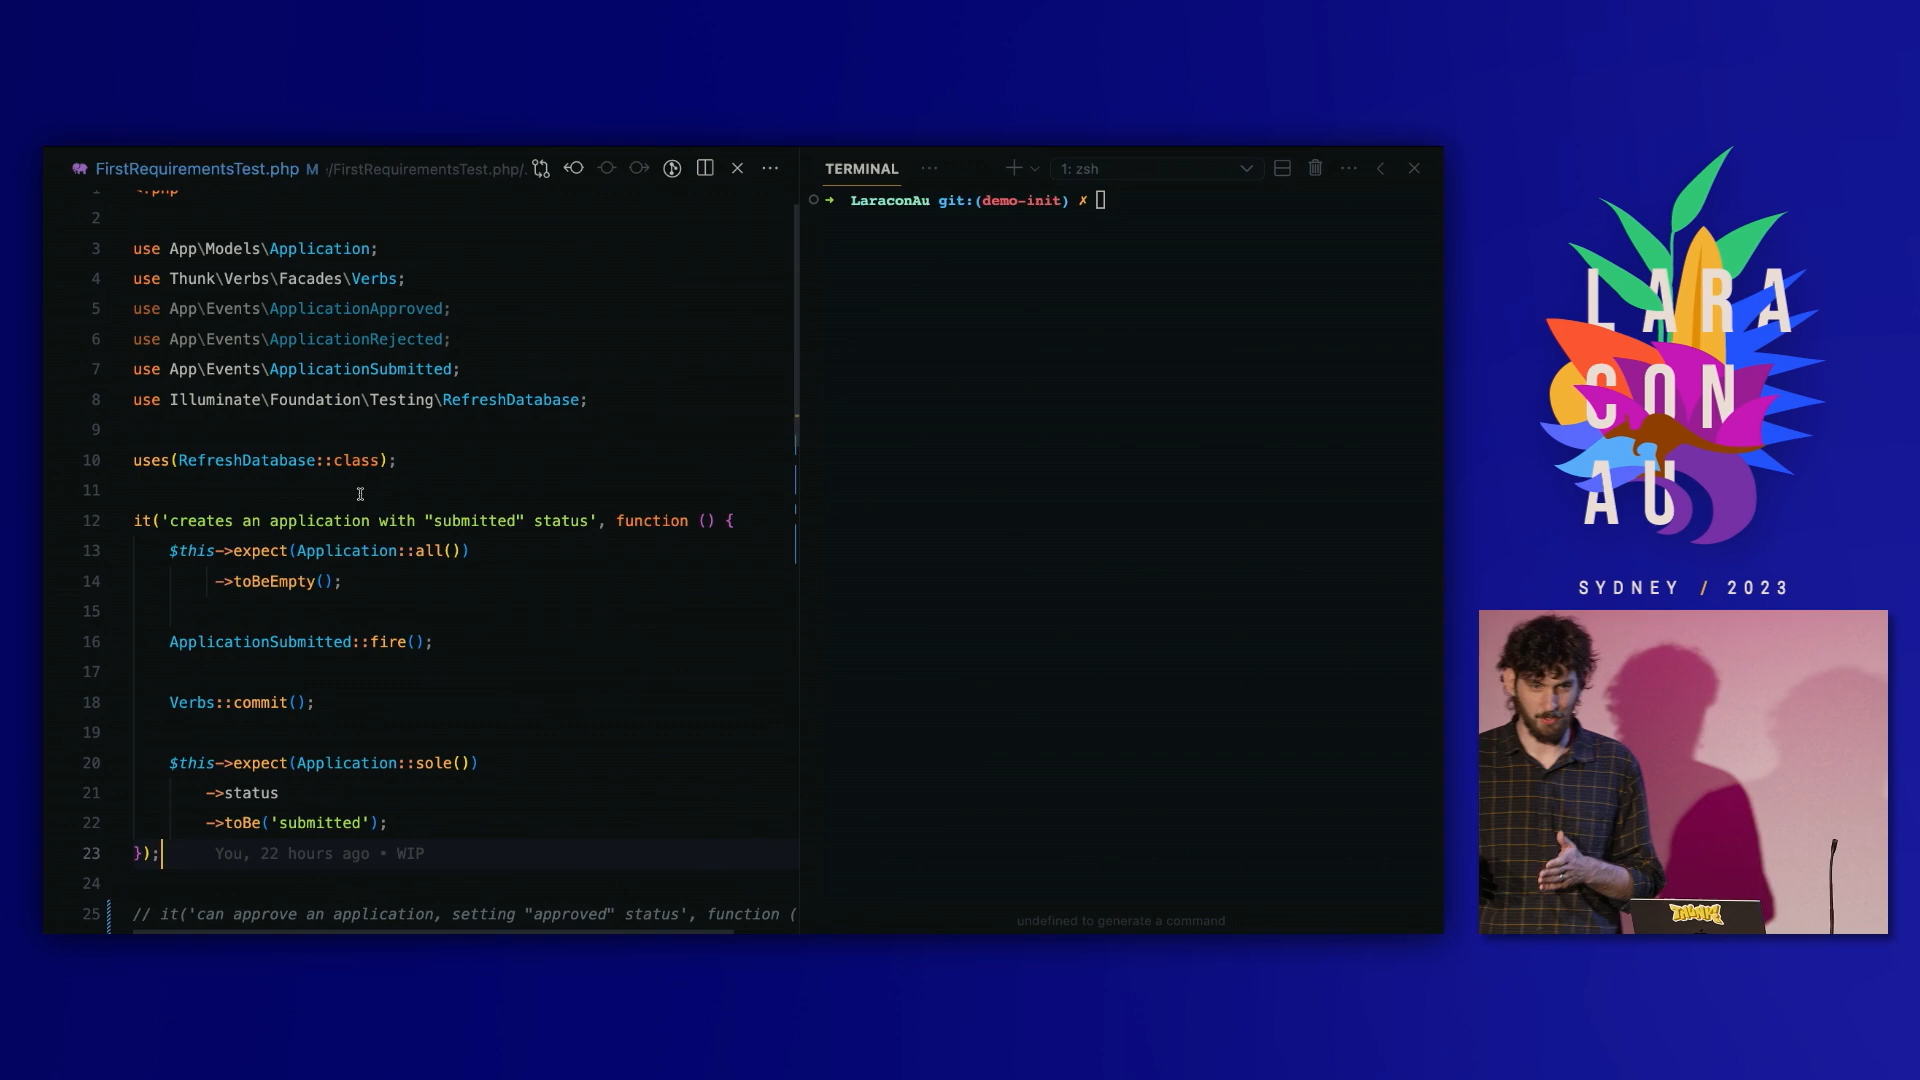 FirstRequirementsTest.php M ·/FirstRequirementsTest.php/.
1 <?php
2
3 use App\Models\Application;
4 use Thunk\Verbs\Facades\Verbs;
5 use App\Events\ApplicationApproved;
6 use App\Events\ApplicationRejected;
7 use App\Events\ApplicationSubmitted;
8 use Illuminate\Foundation\Testing\RefreshDatabase;
9
10 uses(RefreshDatabase::class);
11
12 it('creates an application with "submitted" status', function () {
13 $this->expect(Application::all())
14 ->toBeEmpty();
15
16 ApplicationSubmitted::fire();
17
18 Verbs::commit();
19
20 $this->expect(Application::sole())
21 ->status
22 ->toBe('submitted');
23 }); You, 22 hours ago • WIP
24
25 // it('can approve an application, setting "approved" status', function (
TERMINAL ··· 1: zsh
→ LaraconAu git:(demo-init) ✗
undefined to generate a command
LARA
CON
AU
SYDNEY / 2023
THUNK!